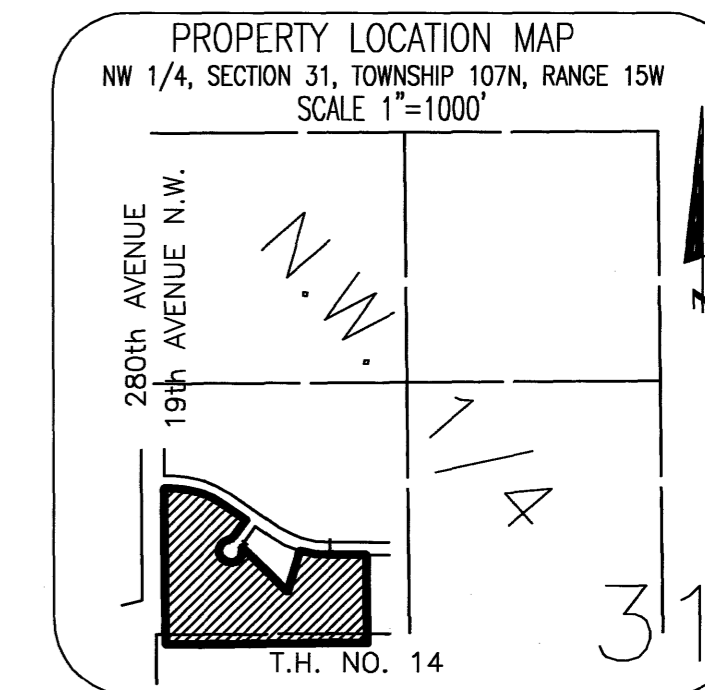 PROPERTY LOCATION MAP
NW 1/4, SECTION 31, TOWNSHIP 107N, RANGE 15W
SCALE 1"=1000'
280th AVENUE
19th AVENUE N.W.
N.W. 1/4
31
T.H. NO. 14
N